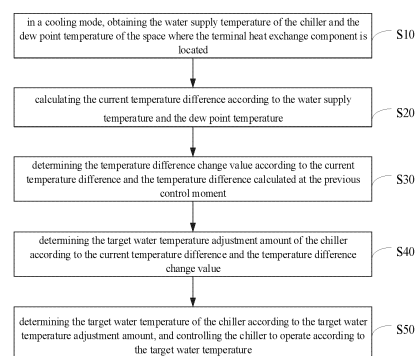 in a cooling mode, obtaining the water supply temperature of the chiller and the
dew point temperature of the space where the terminal heat exchange component is
located
S10
calculating the current temperature difference according to the water supply
temperature and the dew point temperature
S20
determining the temperature difference change value according to the current
temperature difference and the temperature difference calculated at the previous
control moment
S30
determining the target water temperature adjustment amount of the chiller
according to the current temperature difference and the temperature difference
change value
S40
determining the target water temperature of the chiller according to the target water
temperature adjustment amount, and controlling the chiller to operate according to
the target water temperature
S50